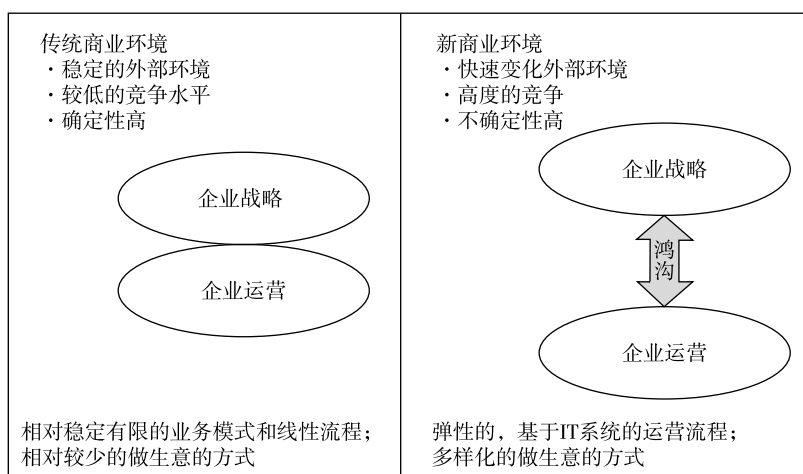 传统商业环境
·稳定的外部环境
·较低的竞争水平
·确定性高
企业战略
企业运营
相对稳定有限的业务模式和线性流程;
相对较少的做生意的方式
新商业环境
·快速变化外部环境
·高度的竞争
·不确定性高
企业战略
鸿沟
企业运营
弹性的,基于IT系统的运营流程;
多样化的做生意的方式